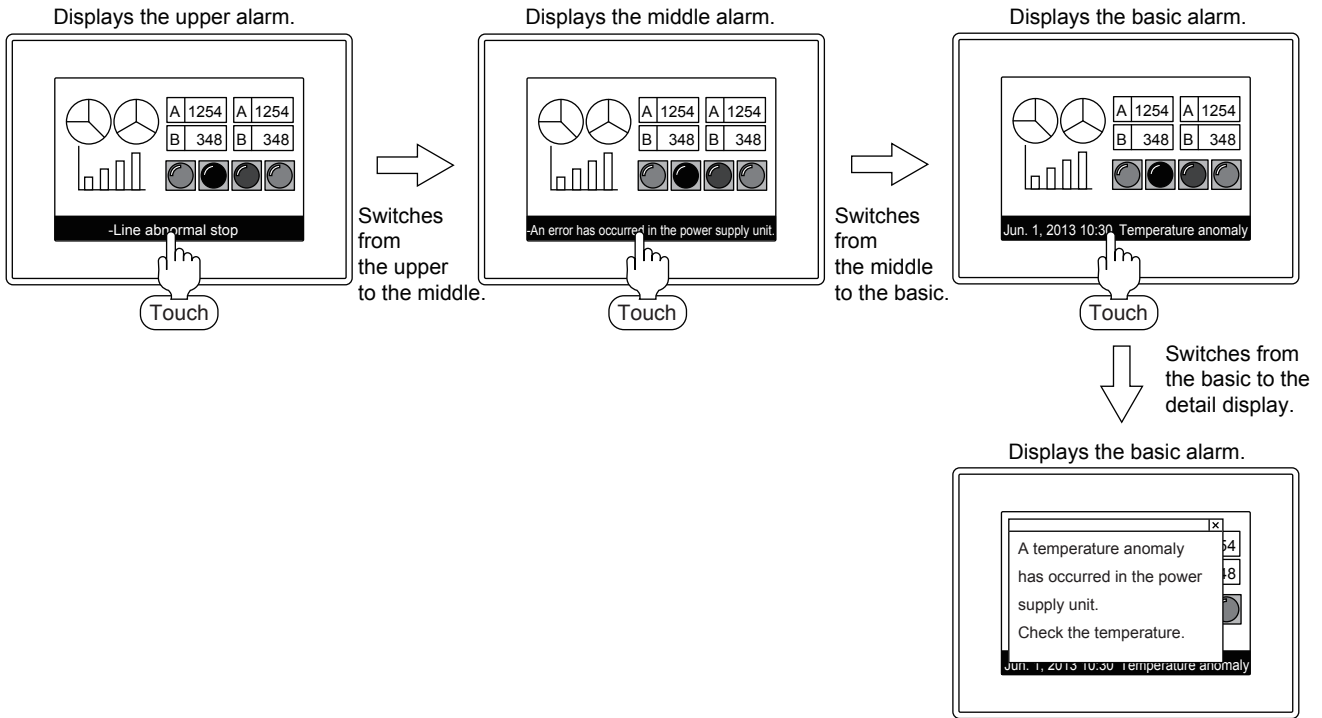 Displays the upper alarm.
A 1254 A 1254
B 348 B 348
-Line abnormal stop
Touch
Switches
from
the upper
to the middle.
Displays the middle alarm.
A 1254 A 1254
B 348 B 348
-An error has occurred in the power supply unit.
Touch
Switches
from
the middle
to the basic.
Displays the basic alarm.
A 1254 A 1254
B 348 B 348
Jun. 1, 2013 10:30 Temperature anomaly
Touch
Switches from
the basic to the
detail display.
Displays the basic alarm.
×
A temperature anomaly
54
has occurred in the power
48
supply unit.
Check the temperature.
Jun. 1, 2013 10:30 Temperature anomaly